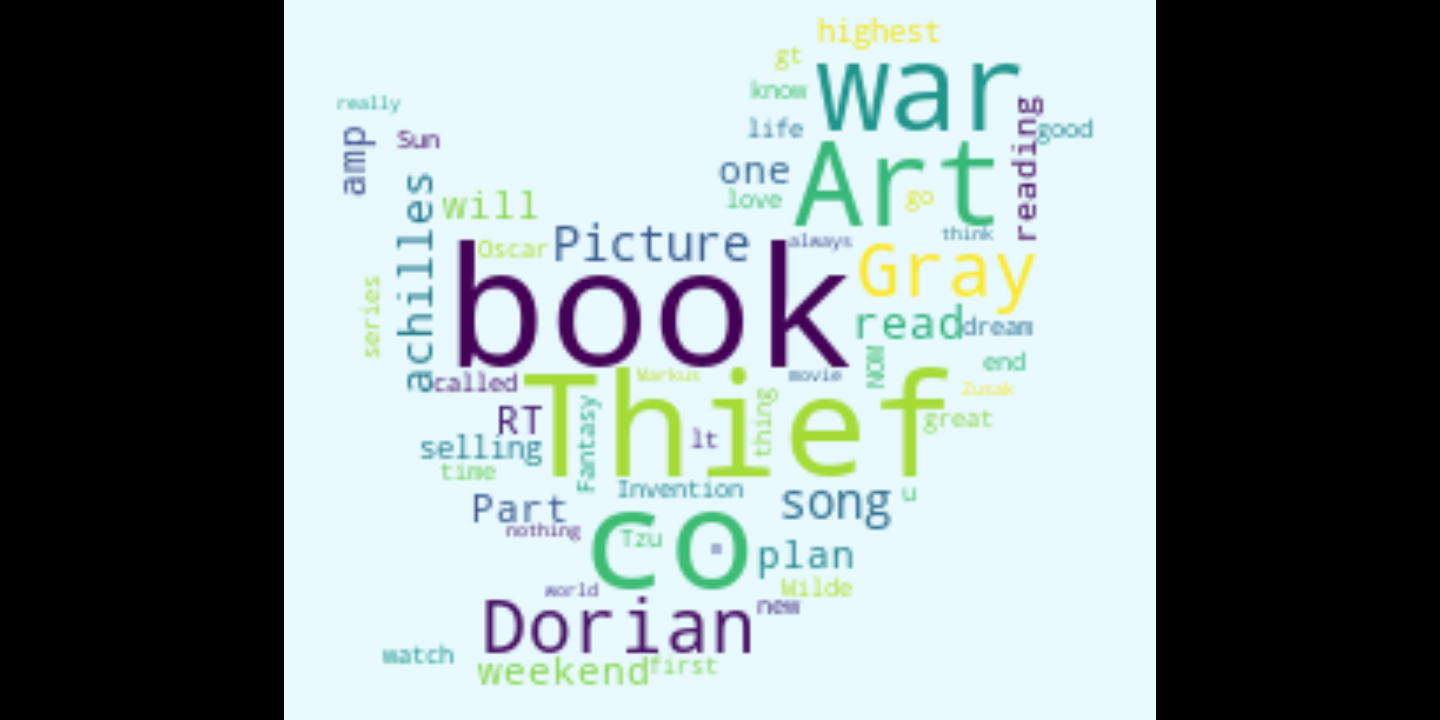 highest
gt
war
know
really
life
good
reading
amp
Sun
one
Art
love
go
achilles
will
think
Oscar
Picture
always
book
Gray
series
read
dream
NOW
end
called
Thief
Markus
movie
Zusak
RT
Fantasy
lt
thing
great
selling
time
Invention
song
u
Part
nothing
co
Tzu
m
plan
world
Wilde
new
Dorian
watch
weekend
first